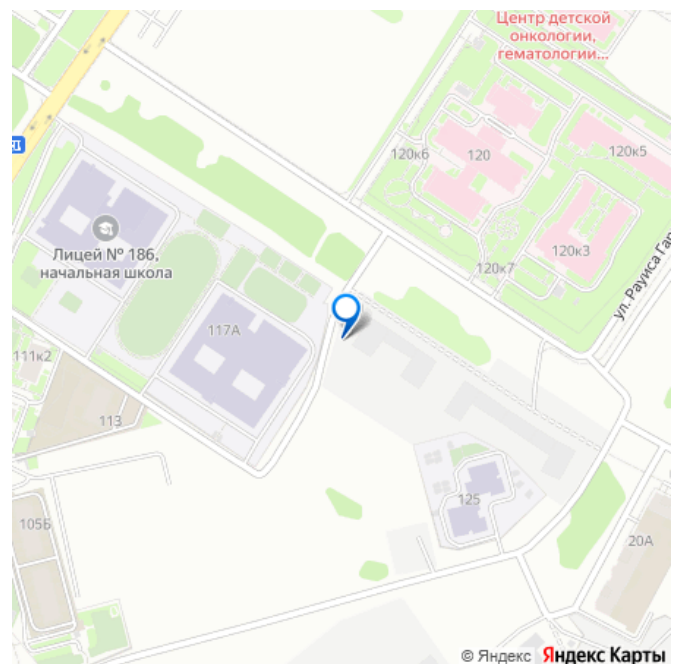 Центр детской
онкологии,
гематологии...
120к6
120
120к5
Лицей № 186,
начальная школа
120к3
120к7
ул. Рауиса Гар
117А
111к2
113
125
105Б
20А
© Яндекс Яндекс Карты